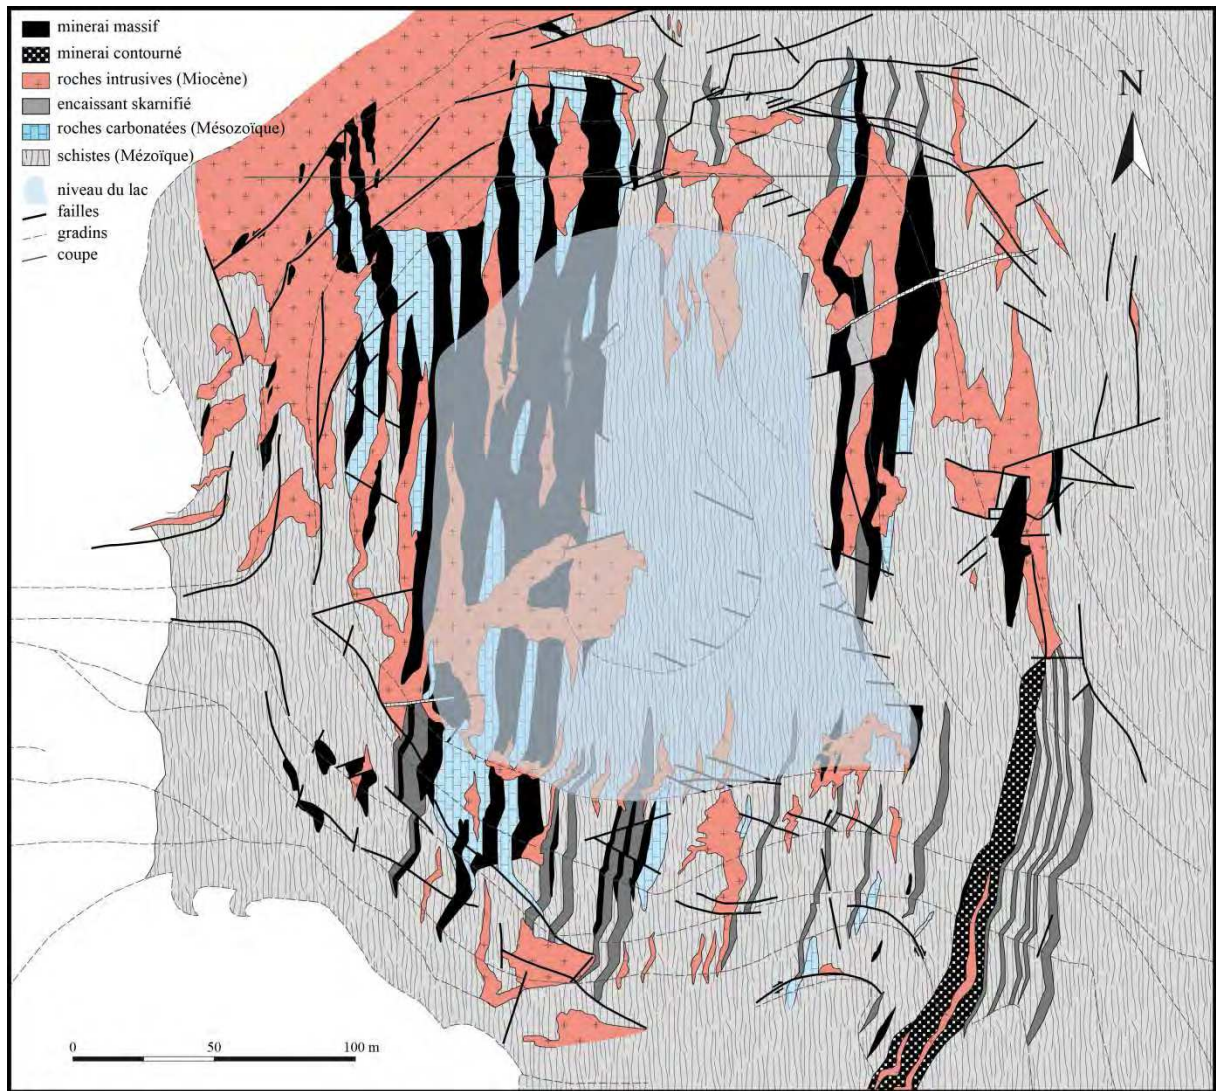 minerai massif
minerai contourné
roches intrusives (Miocène)
encaissant skarnifié
roches carbonatées (Mésozoïque)
schistes (Mézoïque)
niveau du lac
failles
gradins
coupe
N
0 50 100 m